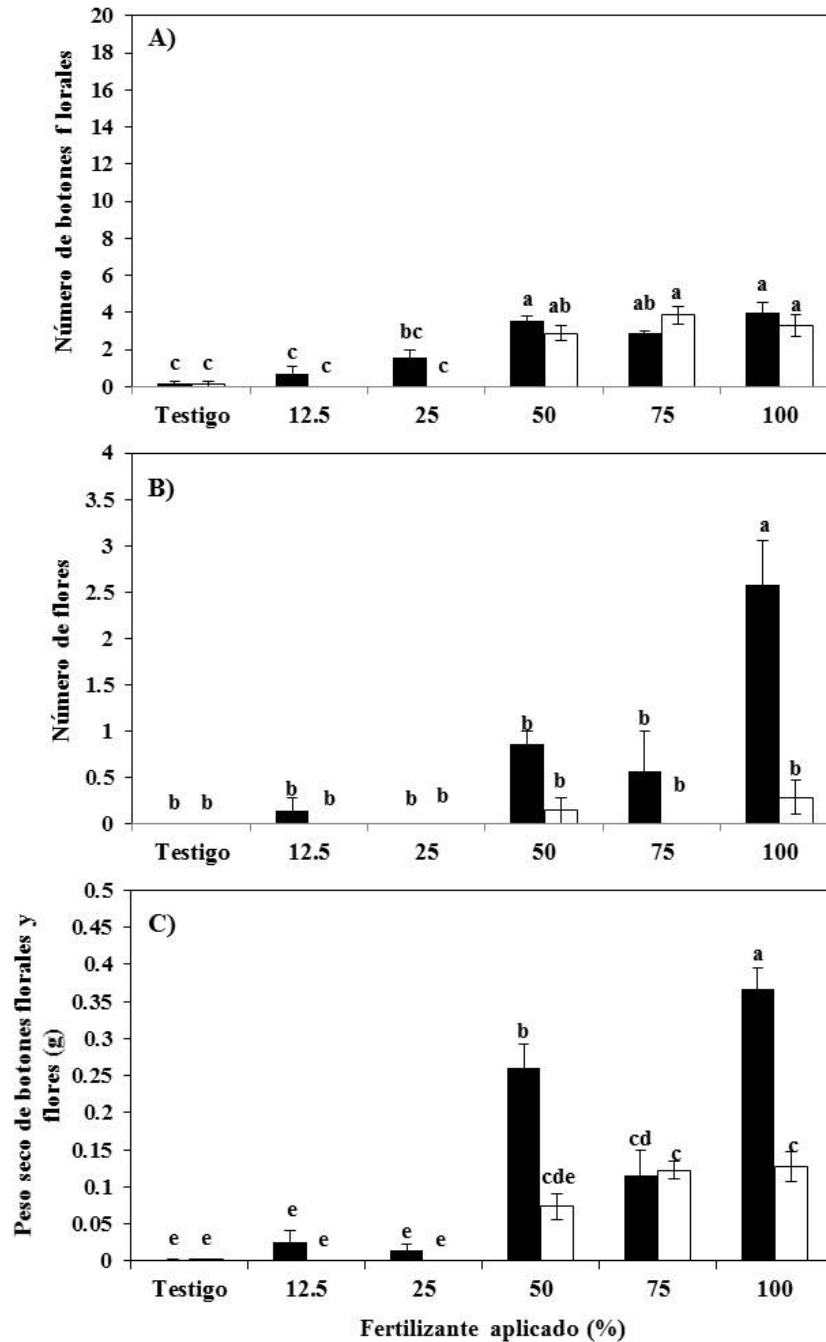 A)
Número de botones florales
20
18
16
14
12
10
8
6
4
2
0
c c c c bc c a ab ab a a a
Testigo 12.5 25 50 75 100
B)
Número de flores
4
3.5
3
2.5
2
1.5
1
0.5
0
b b b b b b b b b b a b
Testigo 12.5 25 50 75 100
C)
Peso seco de botones florales y
flores (g)
0.5
0.45
0.4
0.35
0.3
0.25
0.2
0.15
0.1
0.05
0
e e e e e e b cde cd c a c
Testigo 12.5 25 50 75 100
Fertilizante aplicado (%)